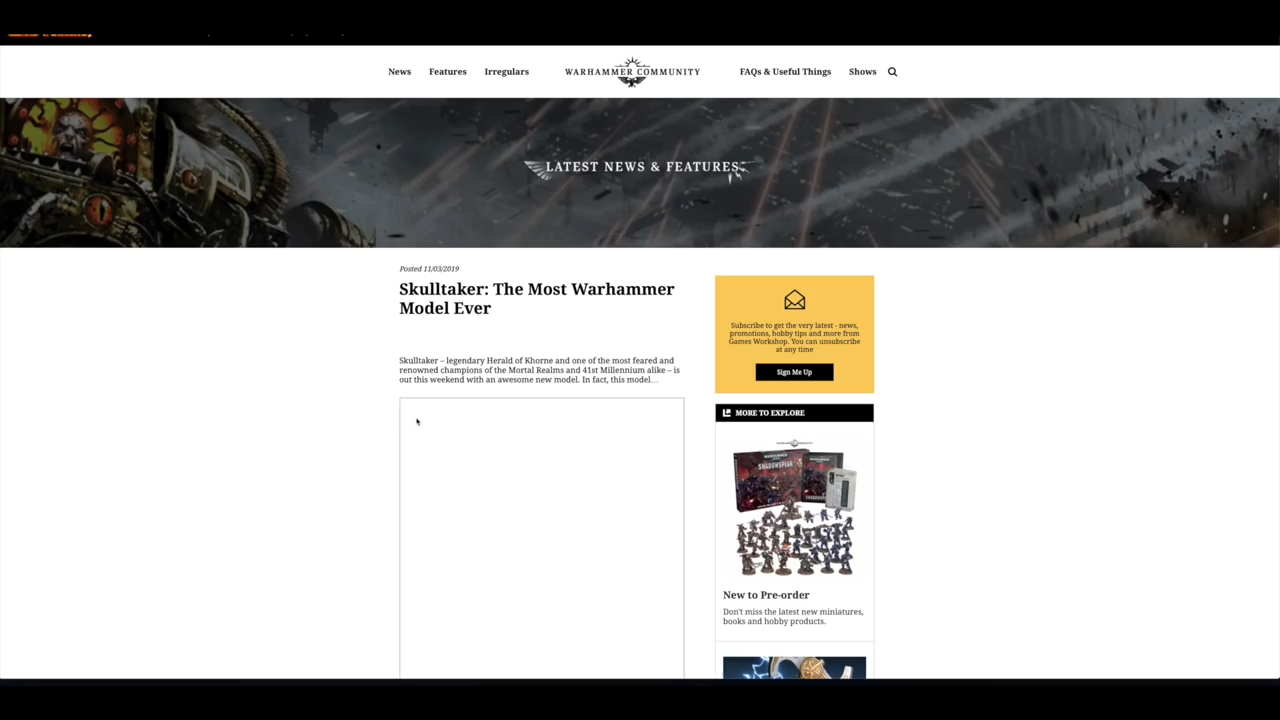 News Features Irregulars WARHAMMER COMMUNITY FAQs & Useful Things Shows
LATEST NEWS & FEATURES
Posted 11/03/2019
Skulltaker: The Most Warhammer
Model Ever
Skulltaker – legendary Herald of Khorne and one of the most feared and
renowned champions of the Mortal Realms and 41st Millennium alike – is
out this weekend with an awesome new model. In fact, this model…
Subscribe to get the very latest - news,
promotions, hobby tips and more from
Games Workshop. You can unsubscribe
at any time
Sign Me Up
MORE TO EXPLORE
SHADOWSPEAR
New to Pre-order
Don't miss the latest new miniatures,
books and hobby products.